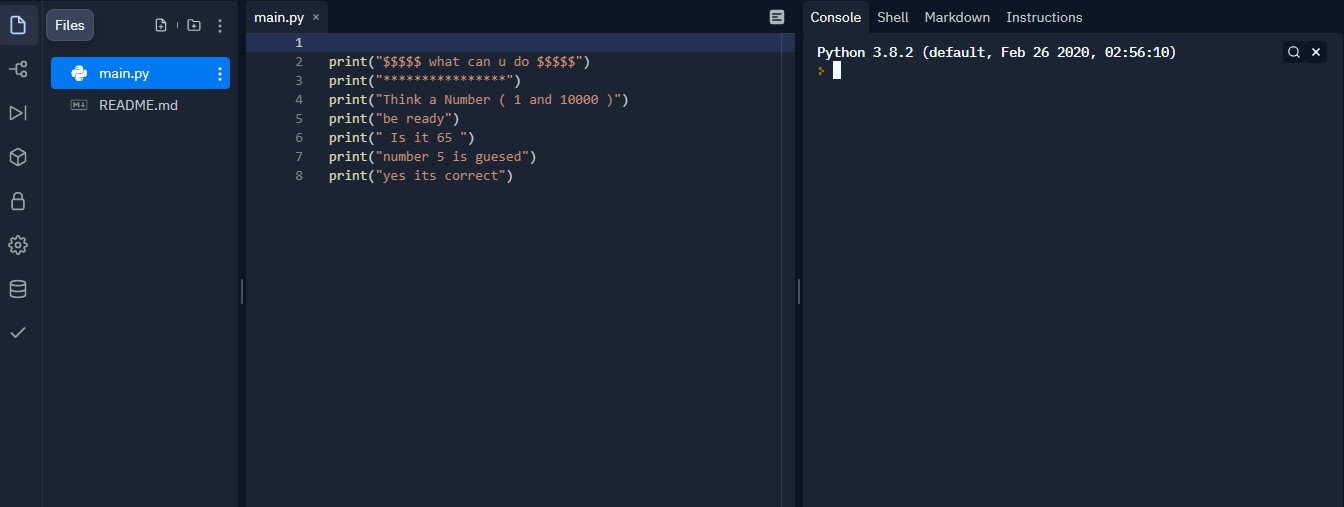 Files
main.py
README.md
main.py ×
1
2 print("$$$$$ what can u do $$$$$")
3 print("****************")
4 print("Think a Number ( 1 and 10000 )")
5 print("be ready")
6 print(" Is it 65 ")
7 print("number 5 is guesed")
8 print("yes its correct")
Console Shell Markdown Instructions
Python 3.8.2 (default, Feb 26 2020, 02:56:10)